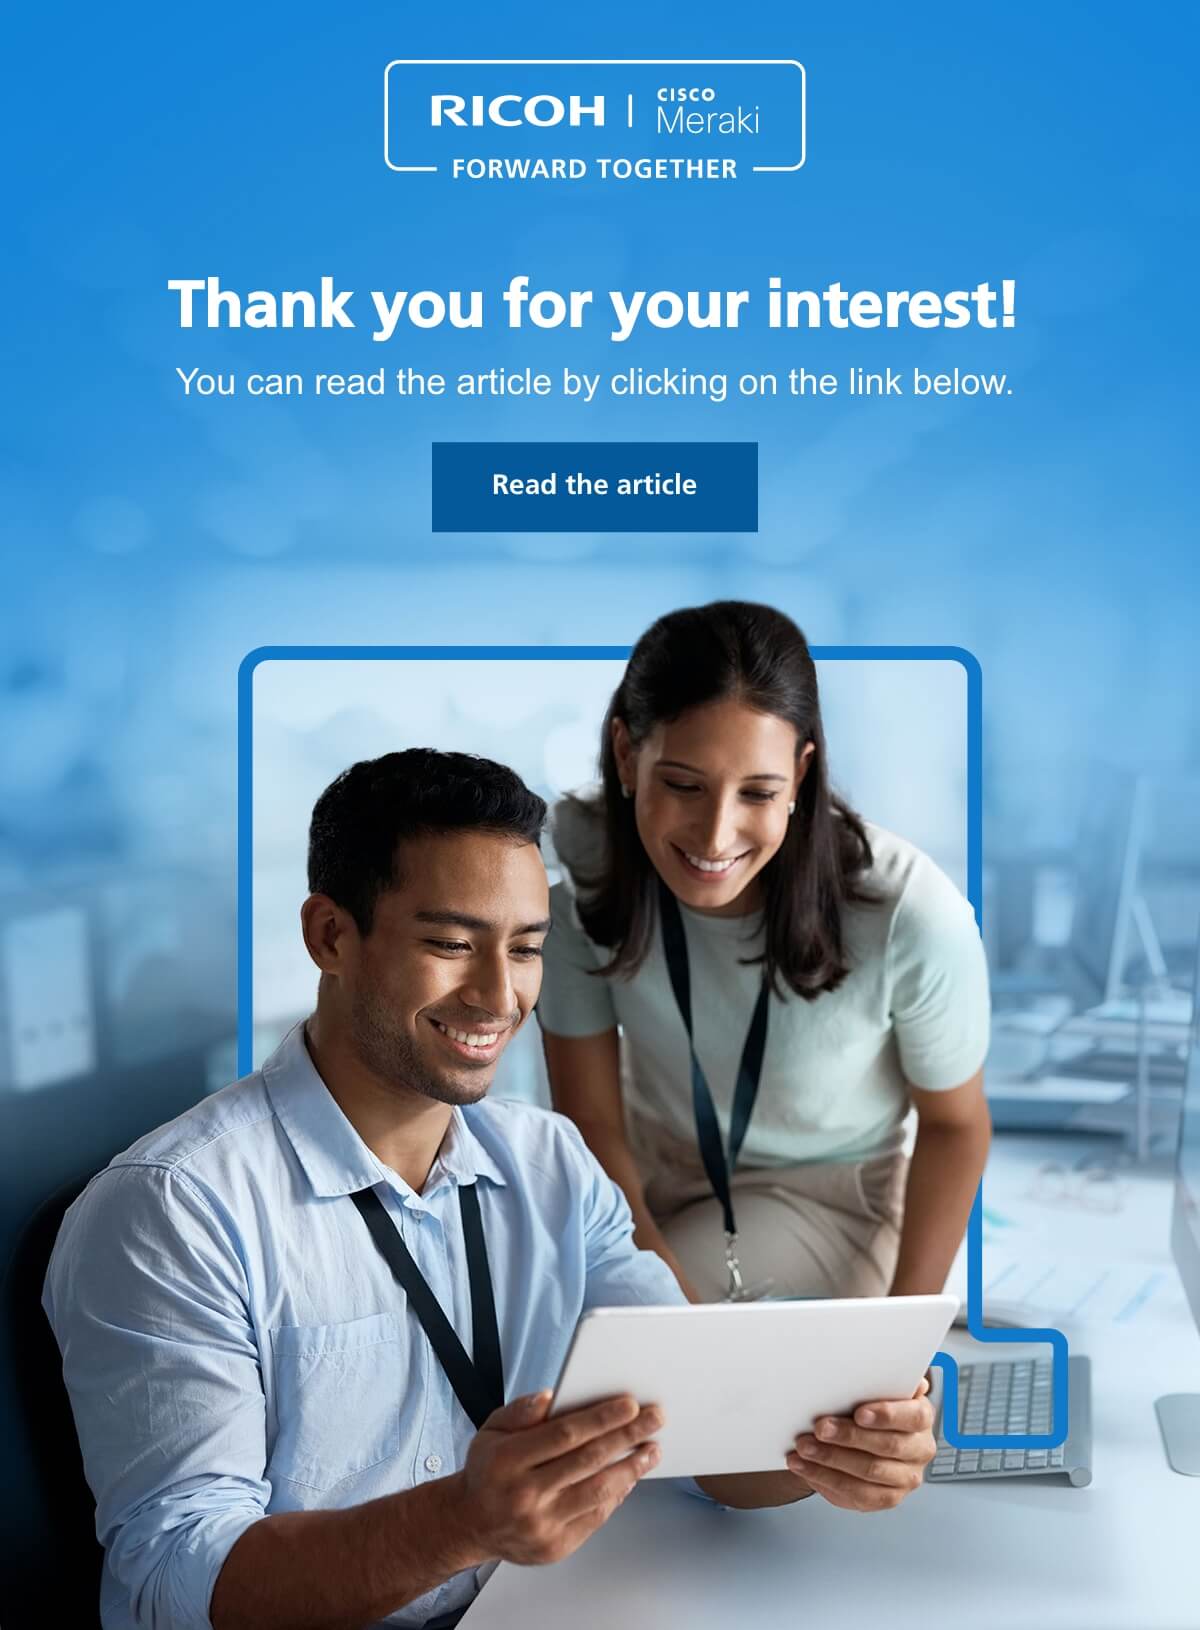 RICOH | CISCO Meraki
FORWARD TOGETHER
Thank you for your interest!
You can read the article by clicking on the link below.
Read the article